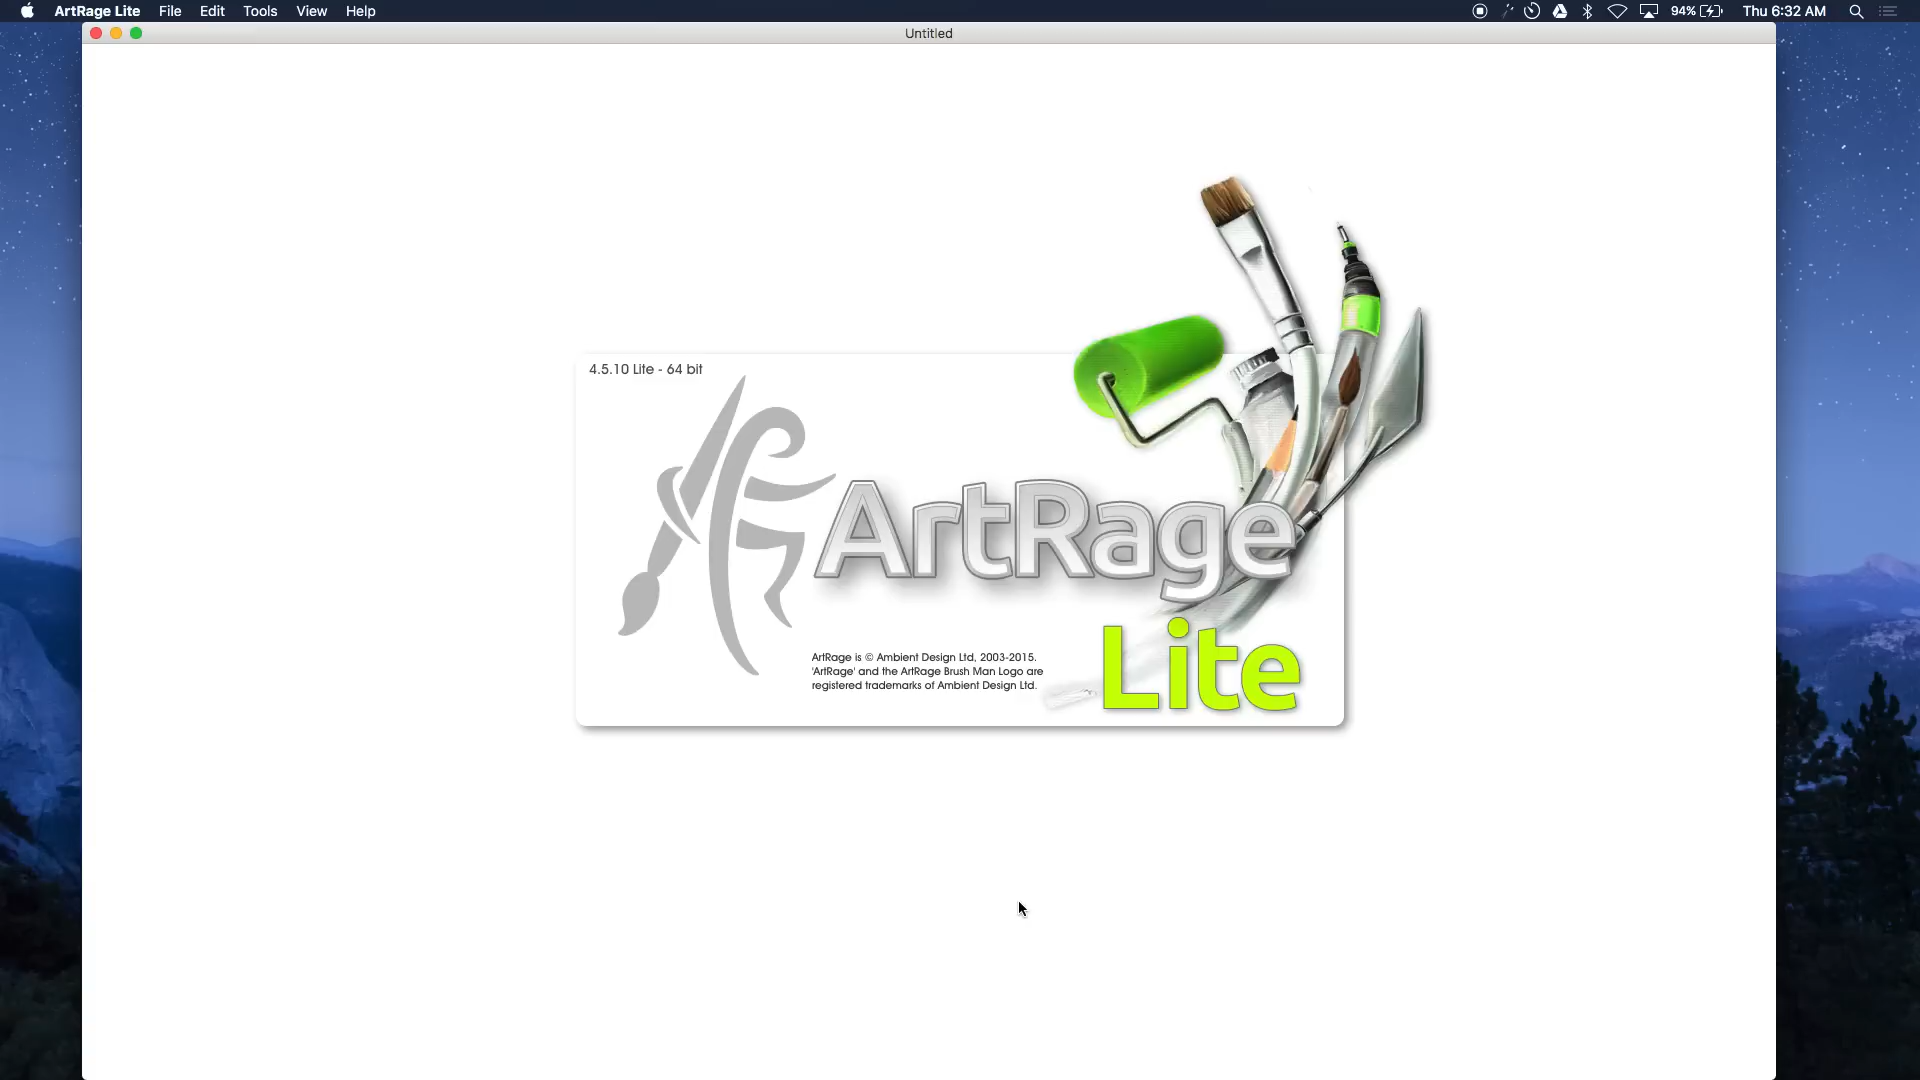 ArtRage Lite File Edit Tools View Help 94% Thu 6:32 AM
Untitled
4.5.10 Lite - 64 bit
ArtRage
Lite
ArtRage is © Ambient Design Ltd, 2003-2015.
'ArtRage' and the ArtRage Brush Man Logo are
registered trademarks of Ambient Design Ltd.